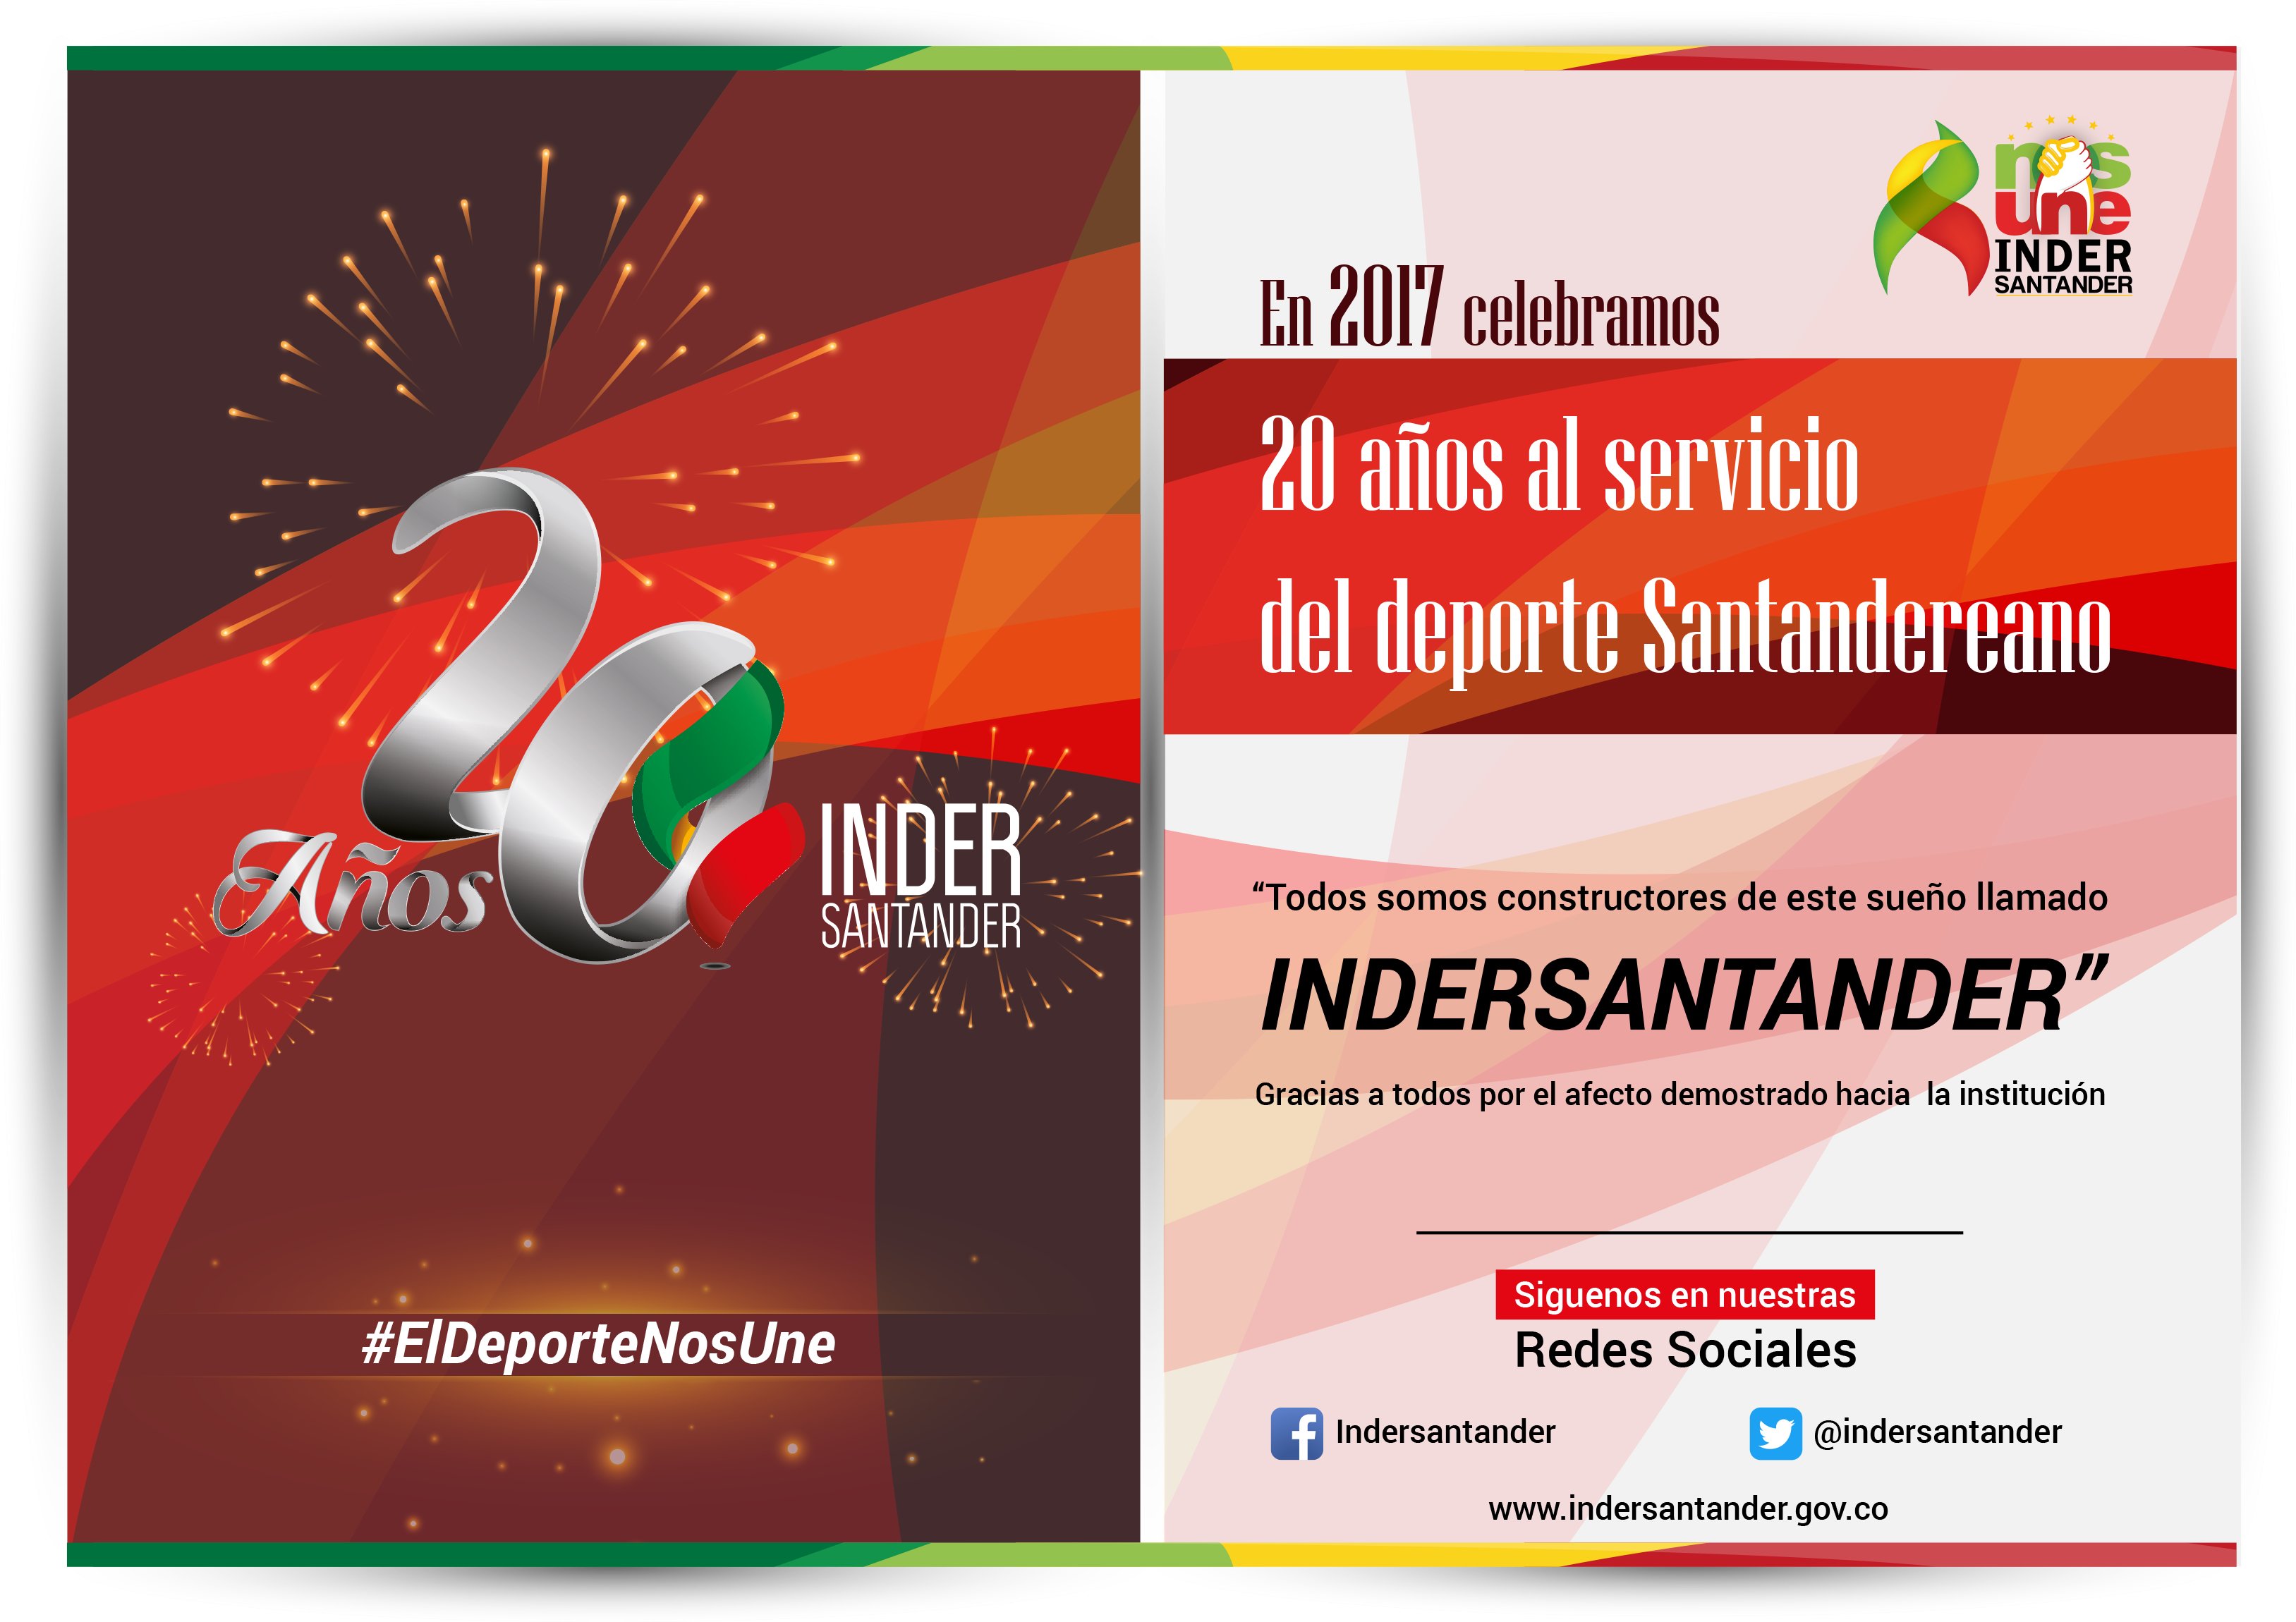 20
Años
INDER
SANTANDER
#ElDeporteNosUne
nos
une
INDER
SANTANDER
En 2017 celebramos
20 años al servicio
del deporte Santandereano
“Todos somos constructores de este sueño llamado
INDERSANTANDER”
Gracias a todos por el afecto demostrado hacia la institución
Siguenos en nuestras
Redes Sociales
Indersantander
@indersantander
www.indersantander.gov.co